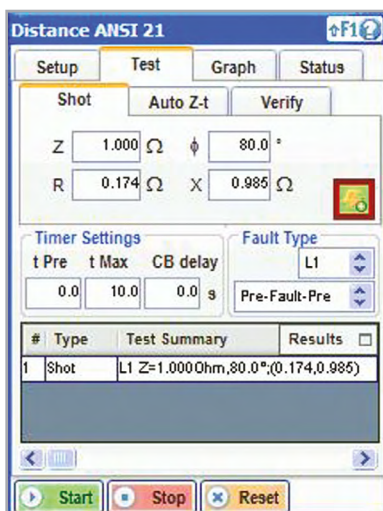 Distance ANSI 21 ⇧F1?
Setup Test Graph Status
Shot Auto Z-t Verify
Z 1.000 Ω ϕ 80.0 °
R 0.174 Ω X 0.985 Ω
Timer Settings Fault Type
t Pre t Max CB delay L1
0.0 10.0 0.0 s Pre-Fault-Pre
# Type Test Summary Results
1 Shot L1 Z=1.000Ohm,80.0°;(0.174,0.985)
Start Stop Reset